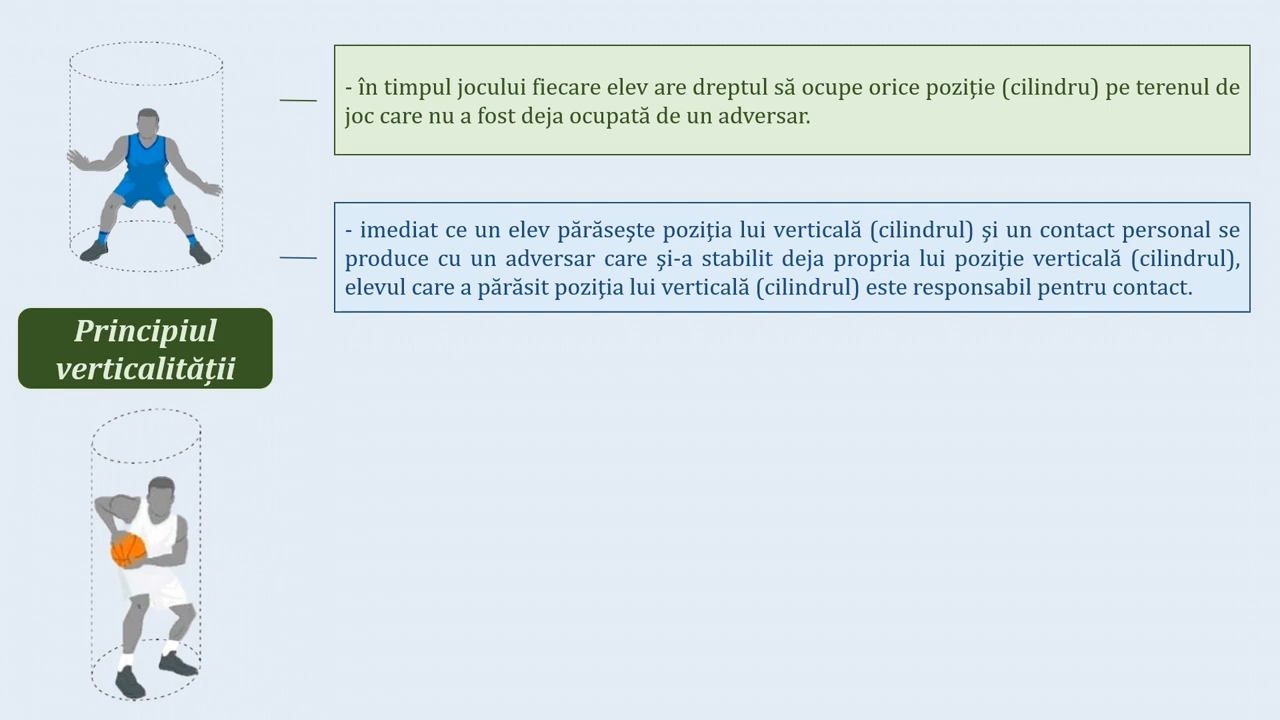 - în timpul jocului fiecare elev are dreptul să ocupe orice poziție (cilindru) pe terenul de
joc care nu a fost deja ocupată de un adversar.
- imediat ce un elev părăsește poziția lui verticală (cilindrul) și un contact personal se
produce cu un adversar care și-a stabilit deja propria lui poziție verticală (cilindrul),
elevul care a părăsit poziția lui verticală (cilindrul) este responsabil pentru contact.
Principiul
verticalității